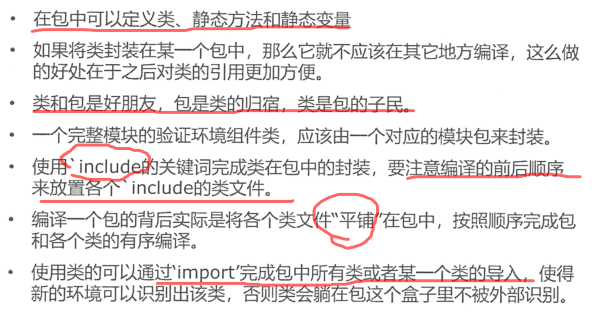 • 在包中可以定义类、静态方法和静态变量
• 如果将类封装在某一个包中，那么它就不应该在其它地方编译，这么做
的好处在于之后对类的引用更加方便。
• 类和包是好朋友，包是类的归宿，类是包的子民。
• 一个完整模块的验证环境组件类，应该由一个对应的模块包来封装。
• 使用`include的关键词完成类在包中的封装，要注意编译的前后顺序
来放置各个`include的类文件。
• 编译一个包的背后实际是将各个类文件“平铺”在包中，按照顺序完成包
和各个类的有序编译。
• 使用类的可以通过‘import’完成包中所有类或者某一个类的导入，使得
新的环境可以识别出该类，否则类会躺在包这个盒子里不被外部识别。